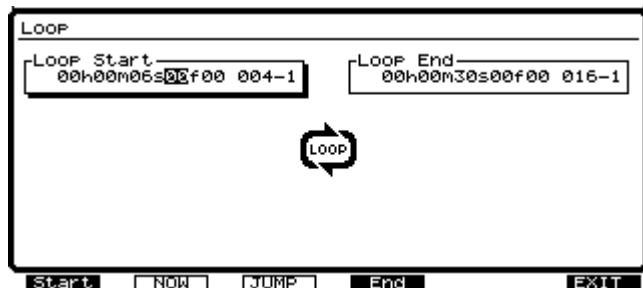 Loop
Loop Start
00h00m06s00f00 004-1
Loop End
00h00m30s00f00 016-1
LOOP
Start NOW JUMP End EXIT